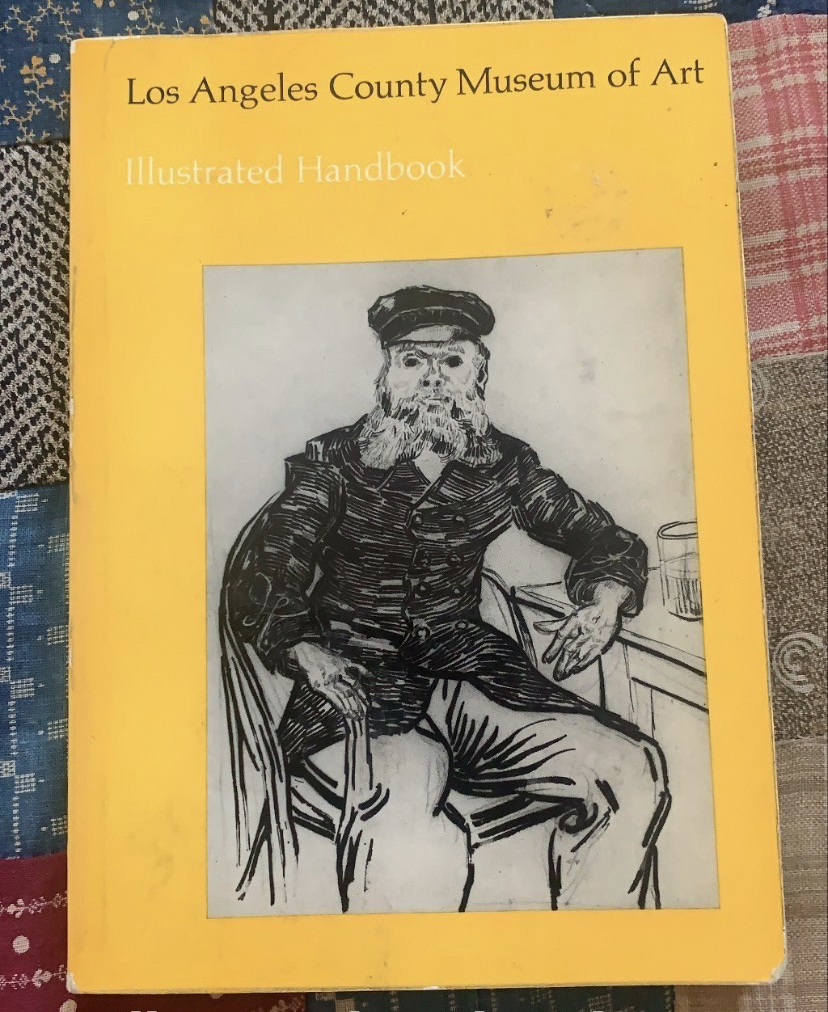 Los Angeles County Museum of Art
Illustrated Handbook